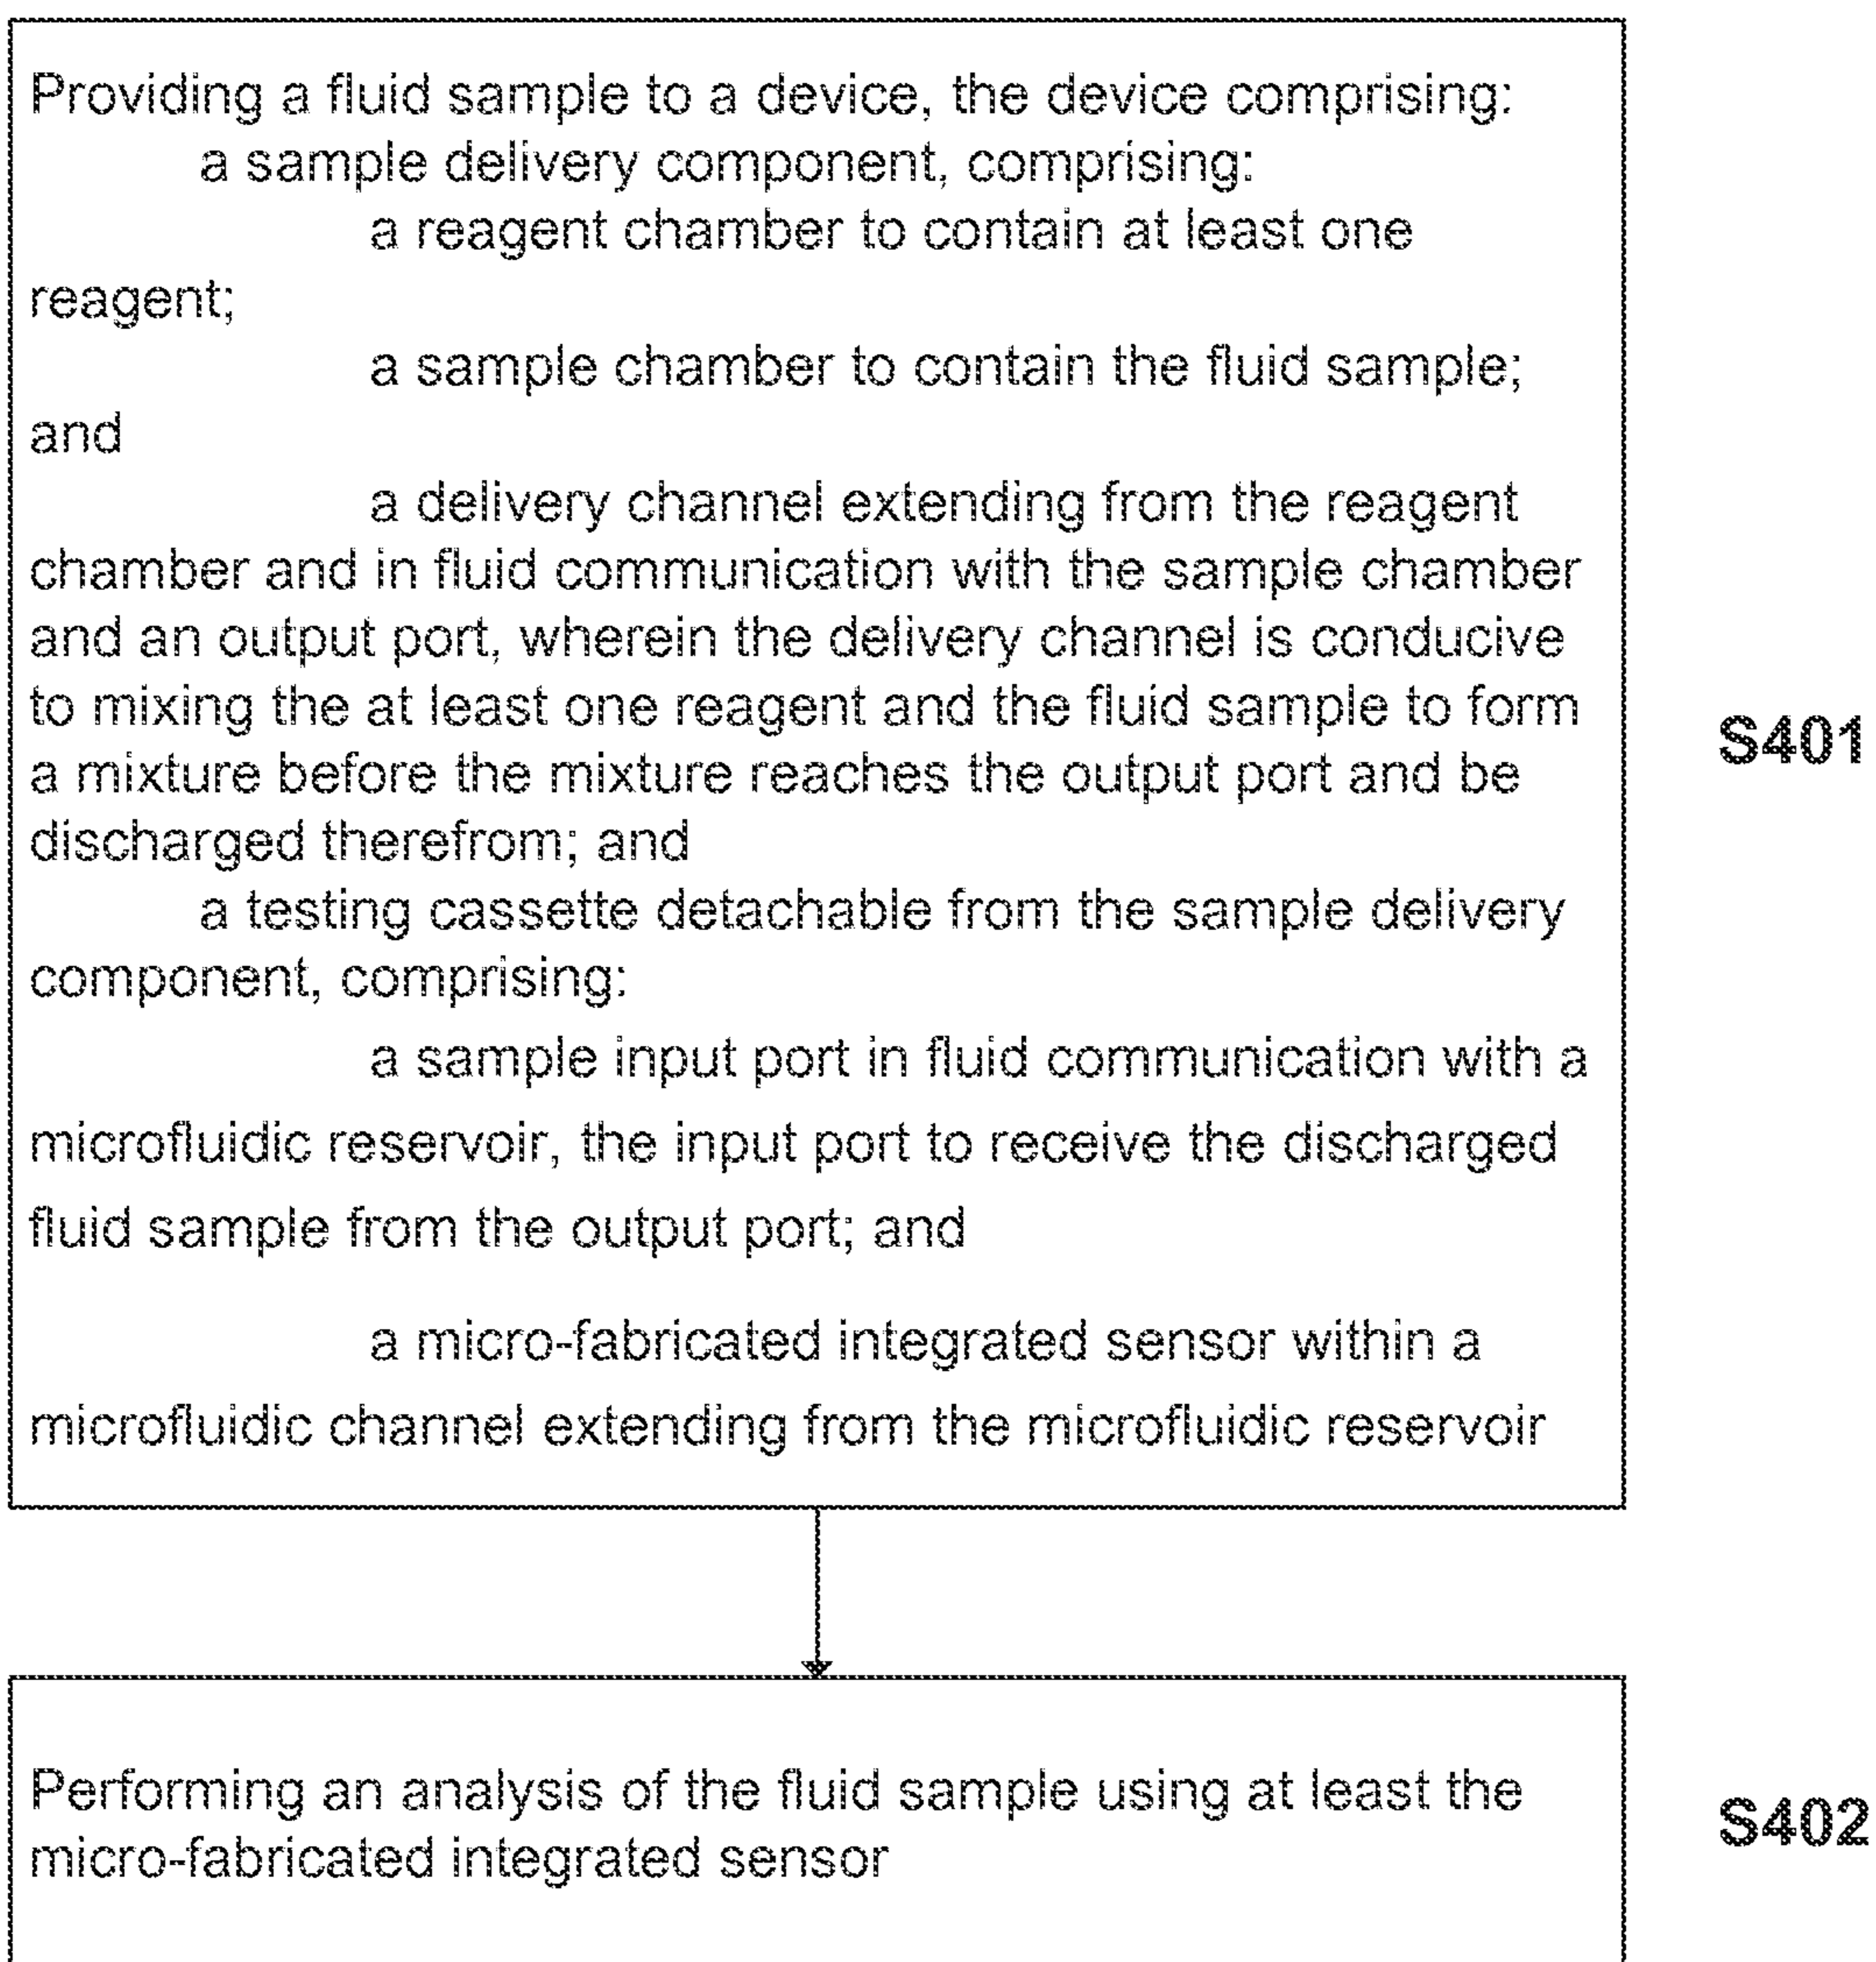 Providing a fluid sample to a device, the device comprising:
a sample delivery component, comprising:
a reagent chamber to contain at least one
reagent;
a sample chamber to contain the fluid sample;
and
a delivery channel extending from the reagent
chamber and in fluid communication with the sample chamber
and an output port, wherein the delivery channel is conducive
to mixing the at least one reagent and the fluid sample to form
a mixture before the mixture reaches the output port and be
discharged therefrom; and
a testing cassette detachable from the sample delivery
component, comprising:
a sample input port in fluid communication with a
microfluidic reservoir, the input port to receive the discharged
fluid sample from the output port; and
a micro-fabricated integrated sensor within a
microfluidic channel extending from the microfluidic reservoir
S401
Performing an analysis of the fluid sample using at least the
micro-fabricated integrated sensor
S402